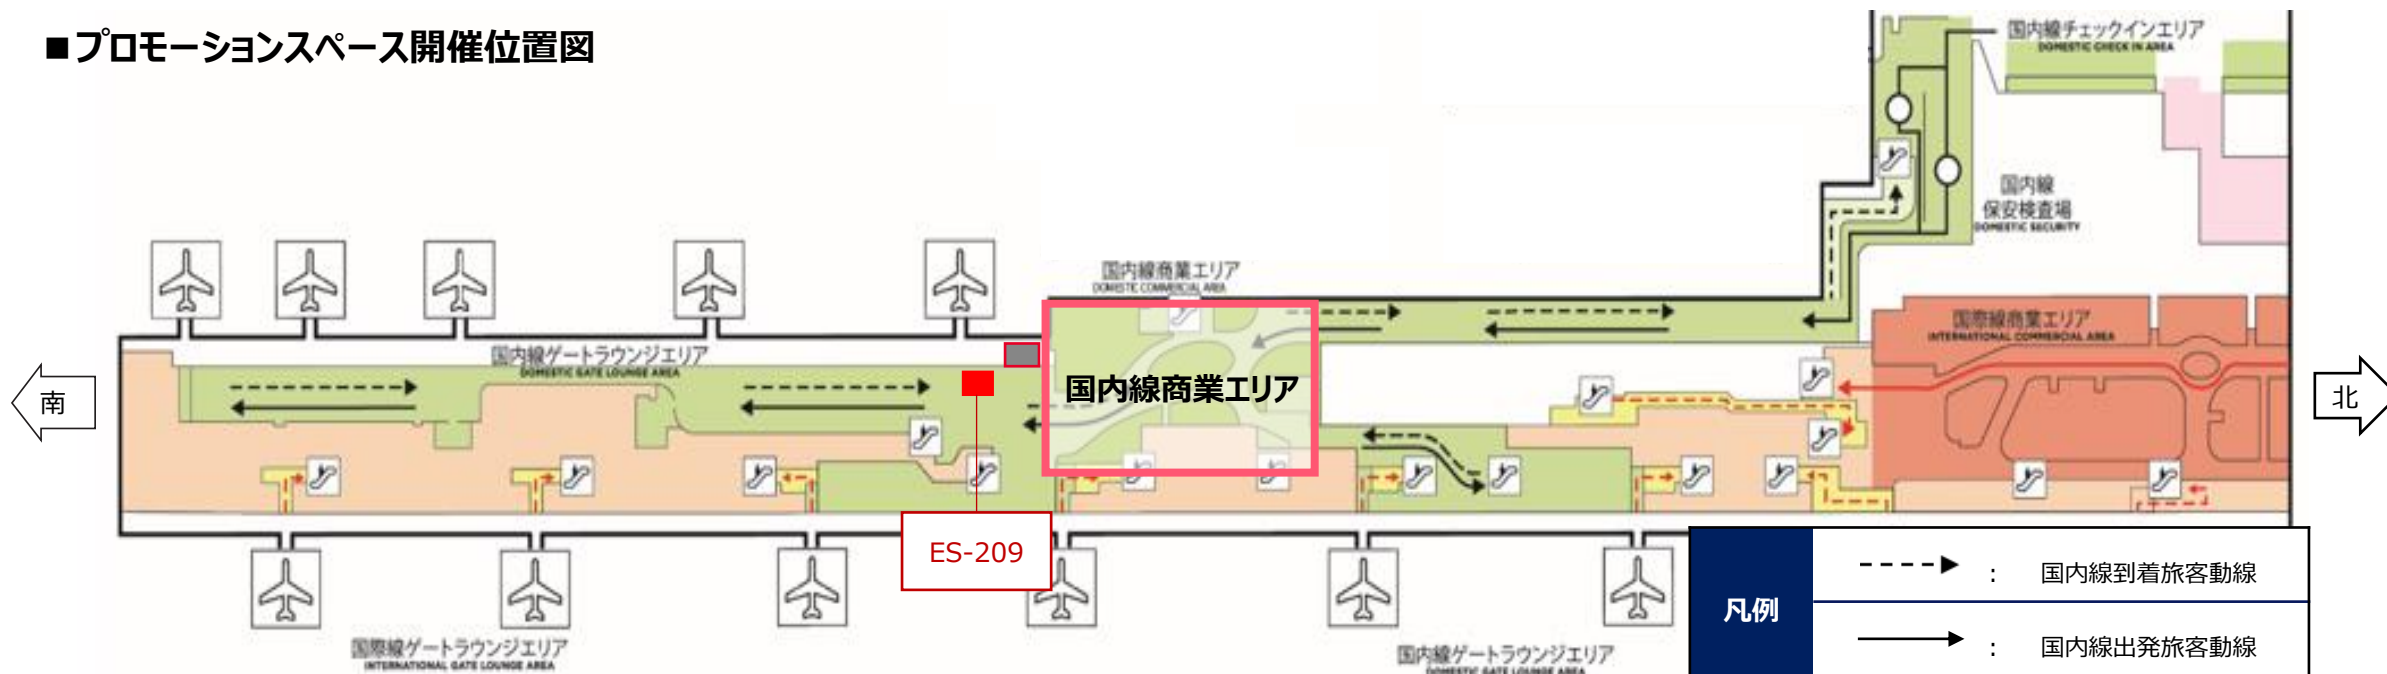 ■プロモーションスペース開催位置図
国内線チェックインエリア
DOMESTIC CHECK IN AREA
国内線
保安検査場
DOMESTIC SECURITY
国内線商業エリア
DOMESTIC COMMERCIAL AREA
国際線商業エリア
INTERNATIONAL COMMERCIAL AREA
国内線ゲートラウンジエリア
DOMESTIC GATE LOUNGE AREA
国内線商業エリア
南
北
ES-209
凡例
： 国内線到着旅客動線
： 国内線出発旅客動線
国際線ゲートラウンジエリア
INTERNATIONAL GATE LOUNGE AREA
国内線ゲートラウンジエリア
DOMESTIC GATE LOUNGE AREA